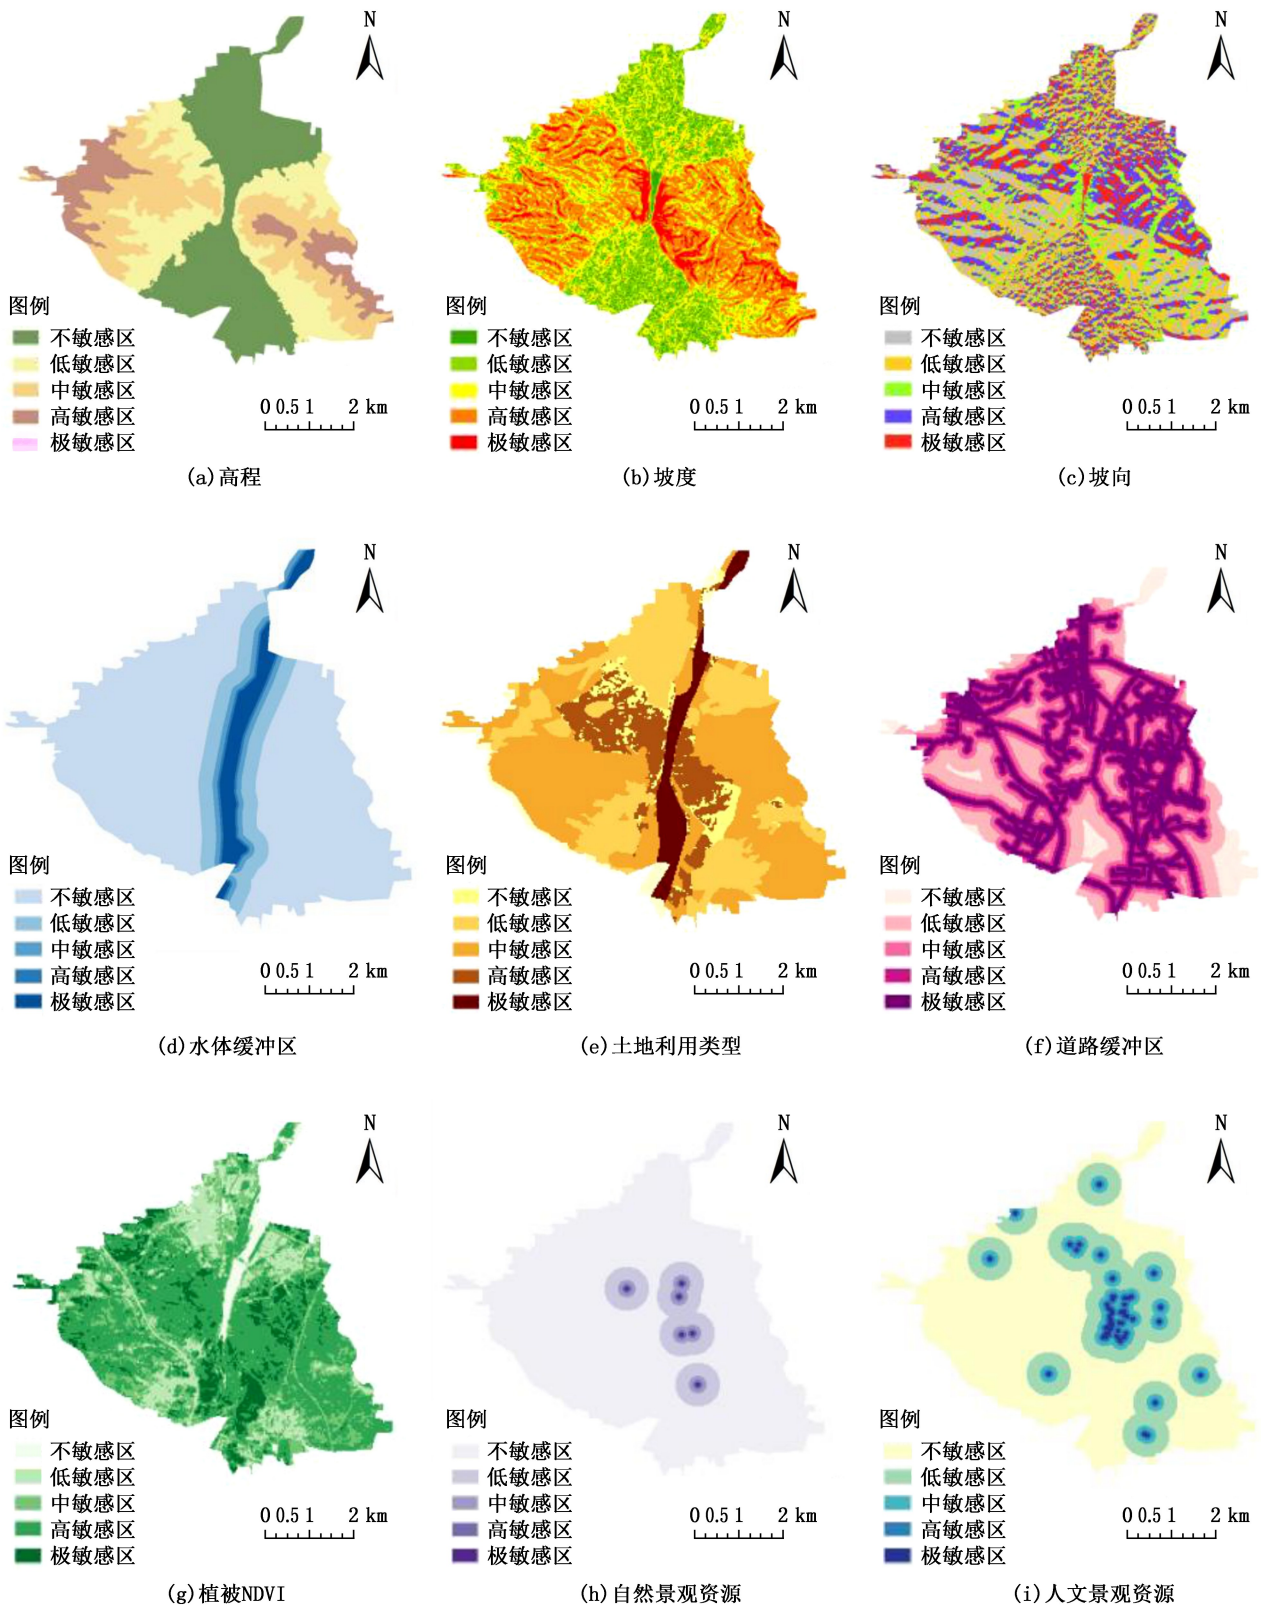 N
N
N
图例
不敏感区
低敏感区
中敏感区
高敏感区
极敏感区
0 0.5 1 2 km
(a)高程
图例
不敏感区
低敏感区
中敏感区
高敏感区
极敏感区
0 0.5 1 2 km
(b)坡度
图例
不敏感区
低敏感区
中敏感区
高敏感区
极敏感区
0 0.5 1 2 km
(c)坡向
N
N
N
图例
不敏感区
低敏感区
中敏感区
高敏感区
极敏感区
0 0.5 1 2 km
(d)水体缓冲区
图例
不敏感区
低敏感区
中敏感区
高敏感区
极敏感区
0 0.5 1 2 km
(e)土地利用类型
图例
不敏感区
低敏感区
中敏感区
高敏感区
极敏感区
0 0.5 1 2 km
(f)道路缓冲区
N
N
N
图例
不敏感区
低敏感区
中敏感区
高敏感区
极敏感区
0 0.5 1 2 km
(g)植被NDVI
图例
不敏感区
低敏感区
中敏感区
高敏感区
极敏感区
0 0.5 1 2 km
(h)自然景观资源
图例
不敏感区
低敏感区
中敏感区
高敏感区
极敏感区
0 0.5 1 2 km
(i)人文景观资源